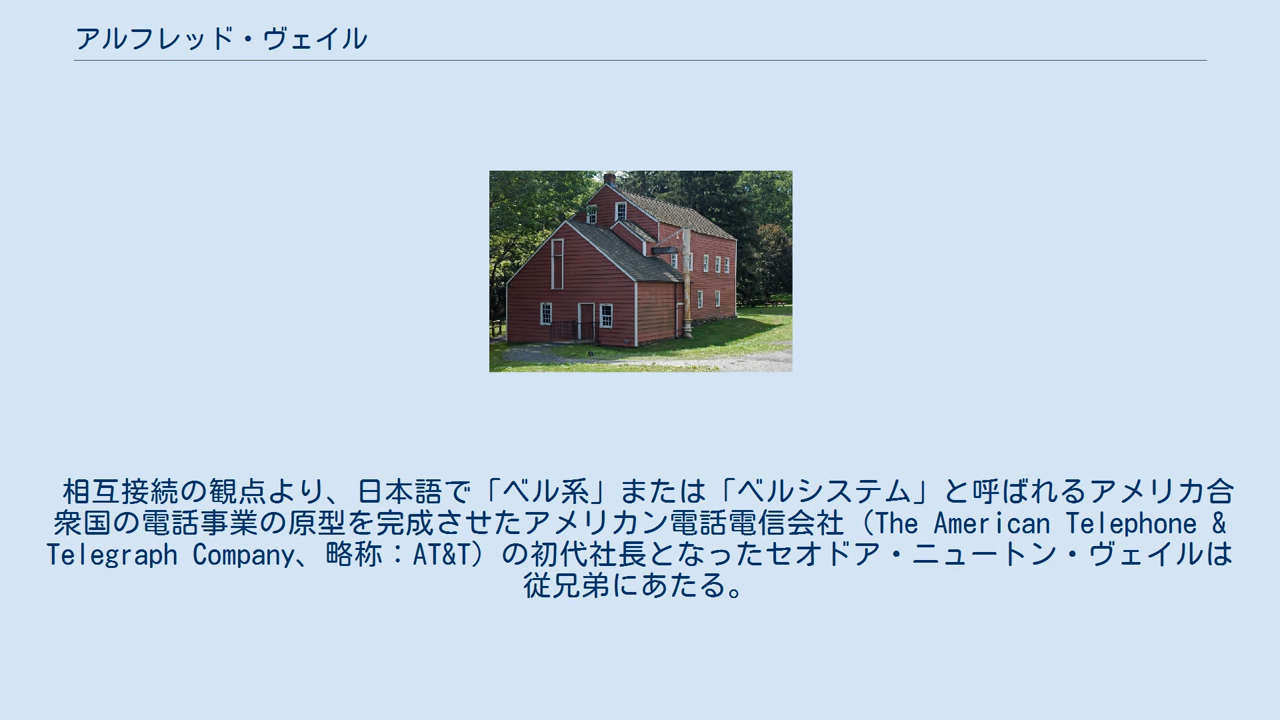 アルフレッド・ヴェイル
相互接続の観点より、日本語で「ベル系」または「ベルシステム」と呼ばれるアメリカ合
衆国の電話事業の原型を完成させたアメリカン電話電信会社（The American Telephone &
Telegraph Company、略称：AT&T）の初代社長となったセオドア・ニュートン・ヴェイルは
従兄弟にあたる。